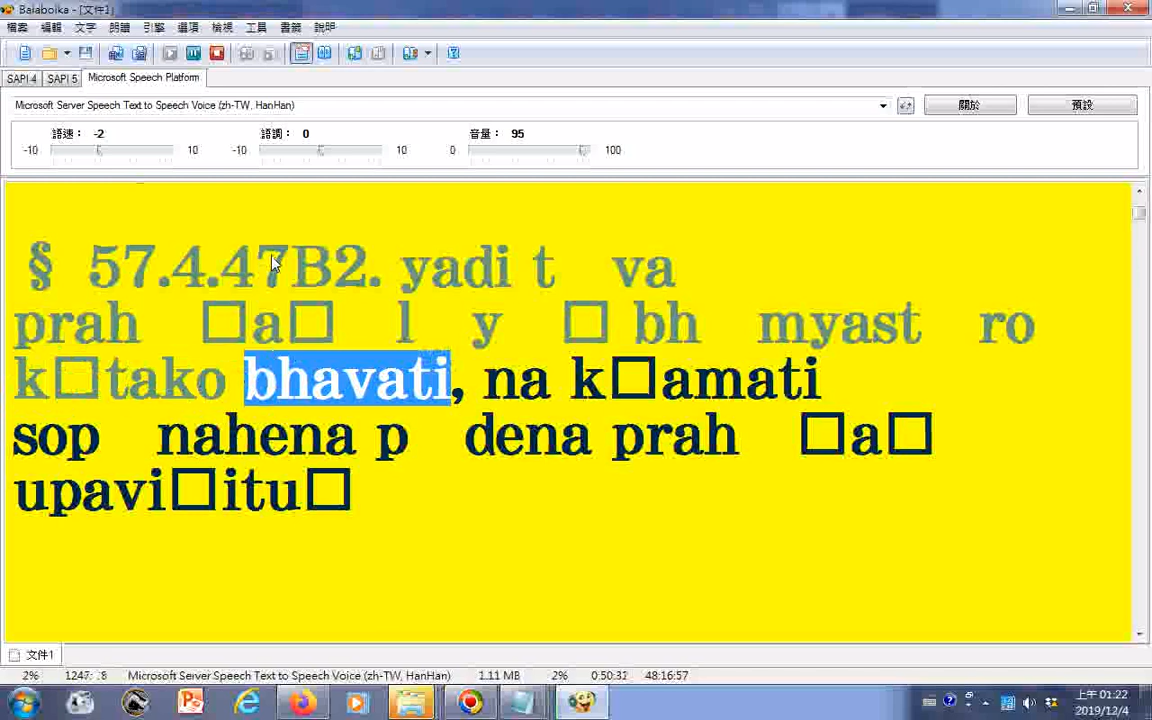 Balabolka - [文件1]
檔案 編輯 文字 朗讀 引擎 選項 檢視 工具 書籤 說明
SAPI 4 SAPI 5 Microsoft Speech Platform
Microsoft Server Speech Text to Speech Voice (zh-TW, HanHan) 關於 預設
語速： -2 語調： 0 音量： 95
-10 10 -10 10 0 100
§ 57.4.47B2. yadi t va
prah □a□ l y □ bh myast ro
k□tako bhavati, na k□amati
sop nahena p dena prah □a□
upavi□itu□
文件1
2% Microsoft Server Speech Text to Speech Voice (zh-TW, HanHan) 1.11 MB 2% 0:50:32 48:16:57
上午 01:22
2019/12/4